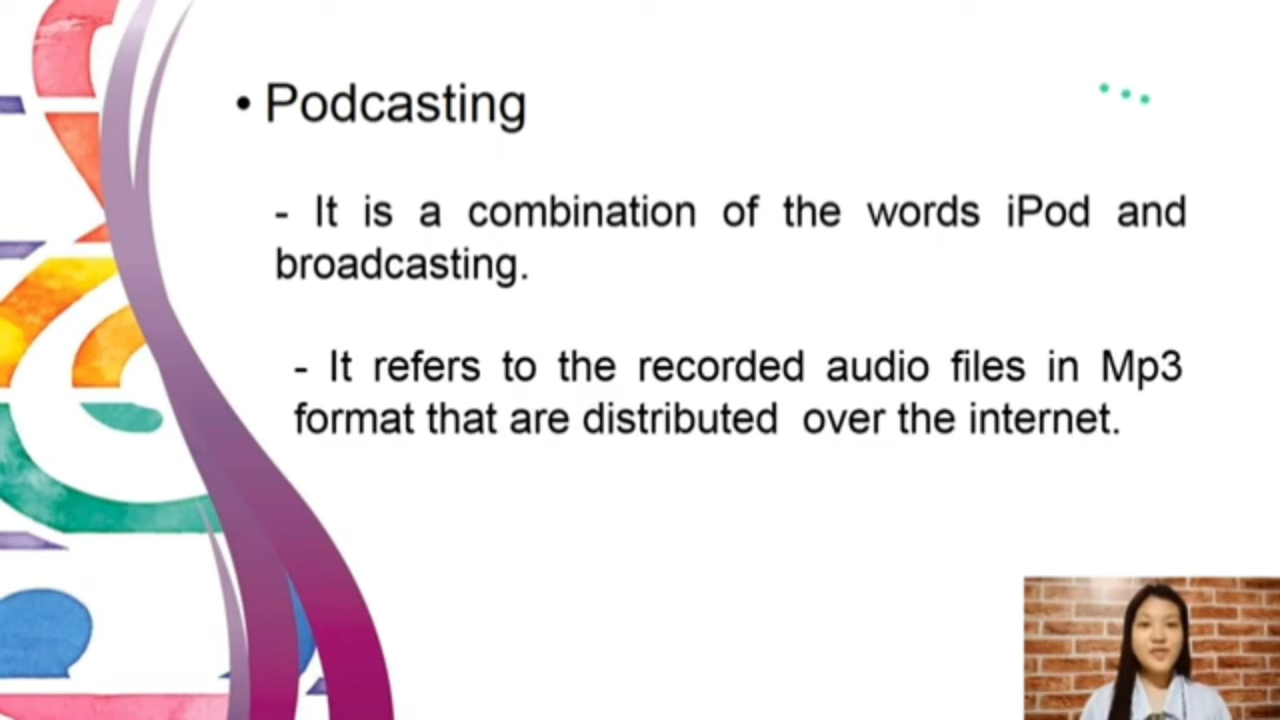 • Podcasting
- It is a combination of the words iPod and
broadcasting.
- It refers to the recorded audio files in Mp3
format that are distributed over the internet.